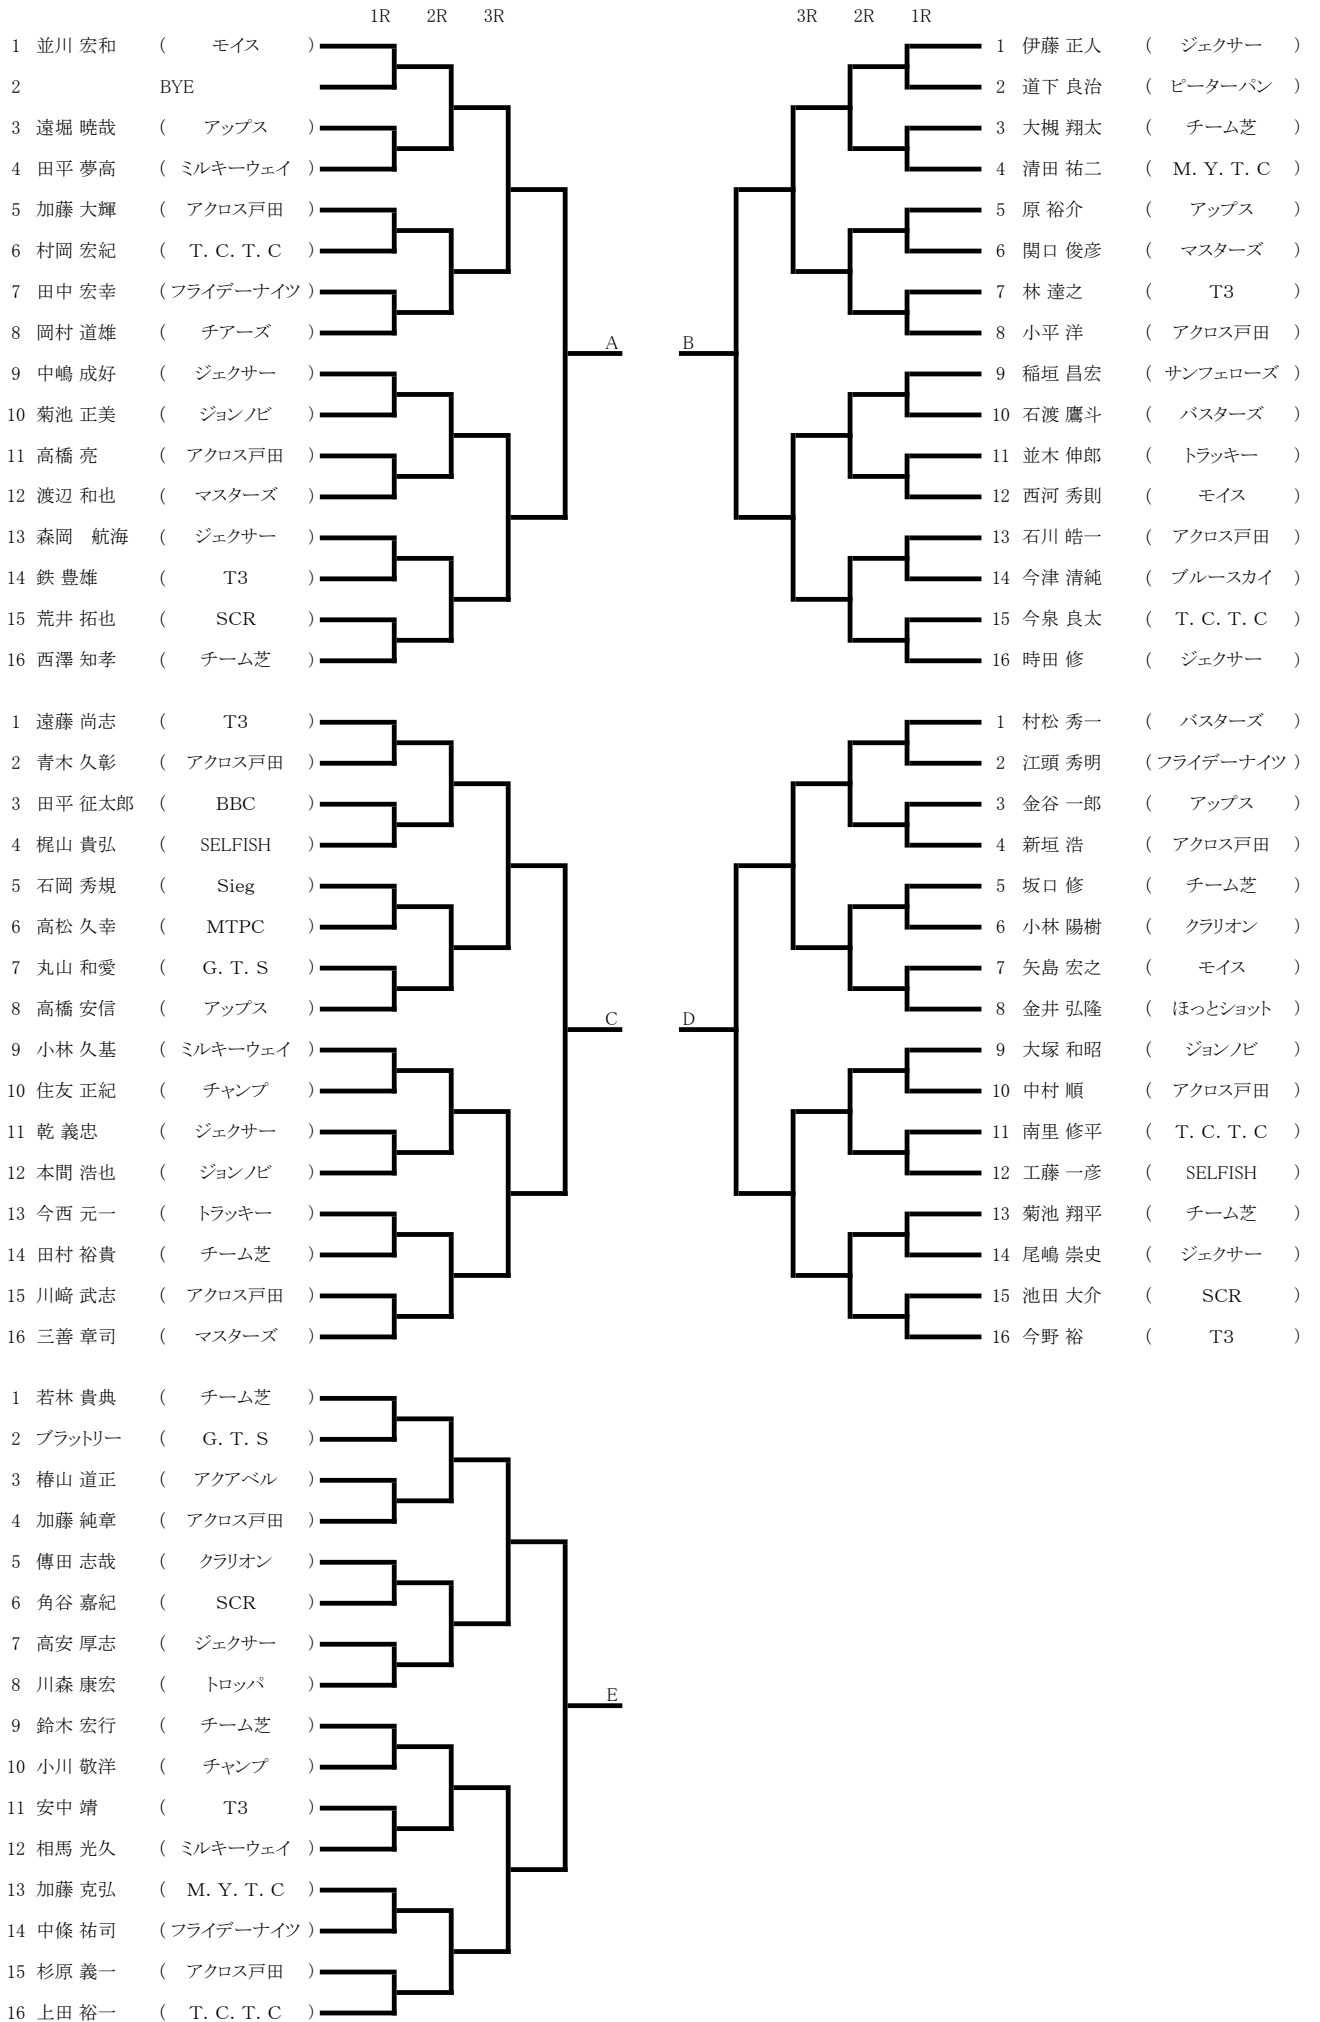 1R 2R 3R
1 並川 宏和 ( モイス )
2 BYE
3 遠堀 暁哉 ( アップス )
4 田平 夢高 ( ミルキーウェイ )
5 加藤 大輝 ( アクロス戸田 )
6 村岡 宏紀 ( T. C. T. C )
7 田中 宏幸 ( フライデーナイツ )
8 岡村 道雄 ( チアーズ )
A
9 中嶋 成好 ( ジェクサー )
10 菊池 正美 ( ジョンノビ )
11 高橋 亮 ( アクロス戸田 )
12 渡辺 和也 ( マスターズ )
13 森岡　航海 ( ジェクサー )
14 鉄 豊雄 ( T3 )
15 荒井 拓也 ( SCR )
16 西澤 知孝 ( チーム芝 )
3R 2R 1R
1 伊藤 正人 ( ジェクサー )
2 道下 良治 ( ピーターパン )
3 大槻 翔太 ( チーム芝 )
4 清田 祐二 ( M. Y. T. C )
5 原 裕介 ( アップス )
6 関口 俊彦 ( マスターズ )
7 林 達之 ( T3 )
8 小平 洋 ( アクロス戸田 )
B
9 稲垣 昌宏 ( サンフェローズ )
10 石渡 鷹斗 ( バスターズ )
11 並木 伸郎 ( トラッキー )
12 西河 秀則 ( モイス )
13 石川 皓一 ( アクロス戸田 )
14 今津 清純 ( ブルースカイ )
15 今泉 良太 ( T. C. T. C )
16 時田 修 ( ジェクサー )
1 遠藤 尚志 ( T3 )
2 青木 久彰 ( アクロス戸田 )
3 田平 征太郎 ( BBC )
4 梶山 貴弘 ( SELFISH )
5 石岡 秀規 ( Sieg )
6 高松 久幸 ( MTPC )
7 丸山 和愛 ( G. T. S )
8 高橋 安信 ( アップス )
C
9 小林 久基 ( ミルキーウェイ )
10 住友 正紀 ( チャンプ )
11 乾 義忠 ( ジェクサー )
12 本間 浩也 ( ジョンノビ )
13 今西 元一 ( トラッキー )
14 田村 裕貴 ( チーム芝 )
15 川﨑 武志 ( アクロス戸田 )
16 三善 章司 ( マスターズ )
1 村松 秀一 ( バスターズ )
2 江頭 秀明 ( フライデーナイツ )
3 金谷 一郎 ( アップス )
4 新垣 浩 ( アクロス戸田 )
5 坂口 修 ( チーム芝 )
6 小林 陽樹 ( クラリオン )
7 矢島 宏之 ( モイス )
8 金井 弘隆 ( ほっとショット )
D
9 大塚 和昭 ( ジョンノビ )
10 中村 順 ( アクロス戸田 )
11 南里 修平 ( T. C. T. C )
12 工藤 一彦 ( SELFISH )
13 菊池 翔平 ( チーム芝 )
14 尾嶋 崇史 ( ジェクサー )
15 池田 大介 ( SCR )
16 今野 裕 ( T3 )
1 若林 貴典 ( チーム芝 )
2 ブラットリー ( G. T. S )
3 椿山 道正 ( アクアベル )
4 加藤 純章 ( アクロス戸田 )
5 傳田 志哉 ( クラリオン )
6 角谷 嘉紀 ( SCR )
7 高安 厚志 ( ジェクサー )
8 川森 康宏 ( トロッパ )
E
9 鈴木 宏行 ( チーム芝 )
10 小川 敬洋 ( チャンプ )
11 安中 靖 ( T3 )
12 相馬 光久 ( ミルキーウェイ )
13 加藤 克弘 ( M. Y. T. C )
14 中條 祐司 ( フライデーナイツ )
15 杉原 義一 ( アクロス戸田 )
16 上田 裕一 ( T. C. T. C )